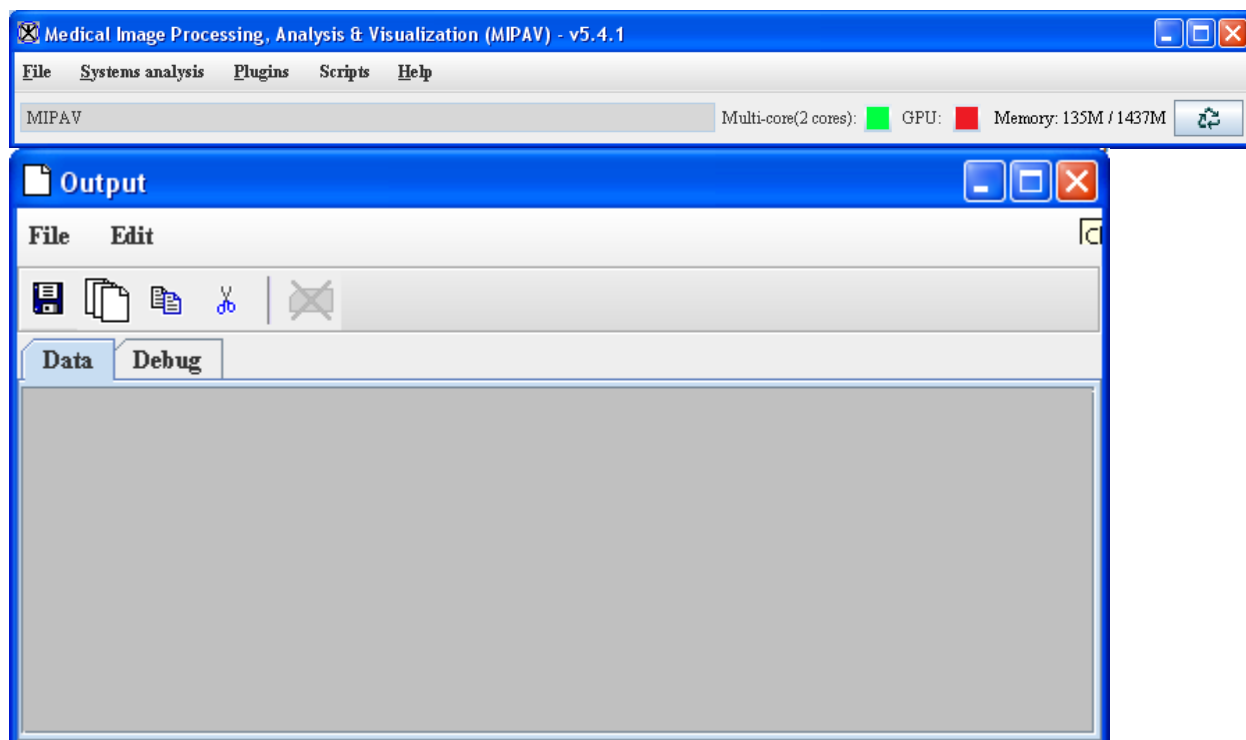 Medical Image Processing, Analysis & Visualization (MIPAV) - v5.4.1
File Systems analysis Plugins Scripts Help
MIPAV Multi-core(2 cores): GPU: Memory: 135M / 1437M
Output
File Edit
Data Debug